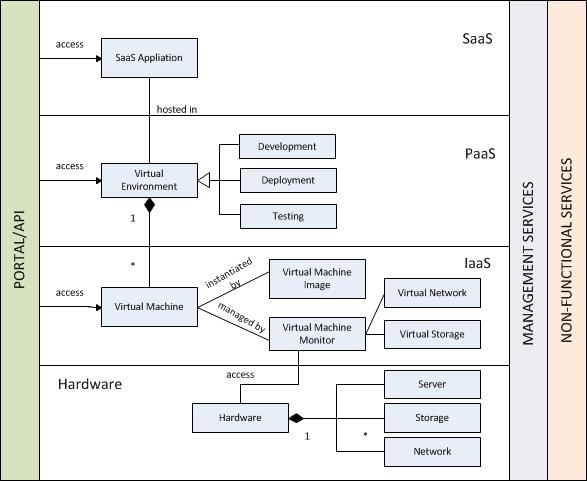 PORTAL/API
SaaS
access
SaaS Appliation
hosted in
PaaS
access
Virtual
Environment
Development
Deployment
Testing
1
*
IaaS
access
Virtual Machine
instantiated
by
managed by
Virtual Machine
Image
Virtual Machine
Monitor
Virtual Network
Virtual Storage
Hardware
access
Hardware
1
*
Server
Storage
Network
MANAGEMENT SERVICES
NON-FUNCTIONAL SERVICES